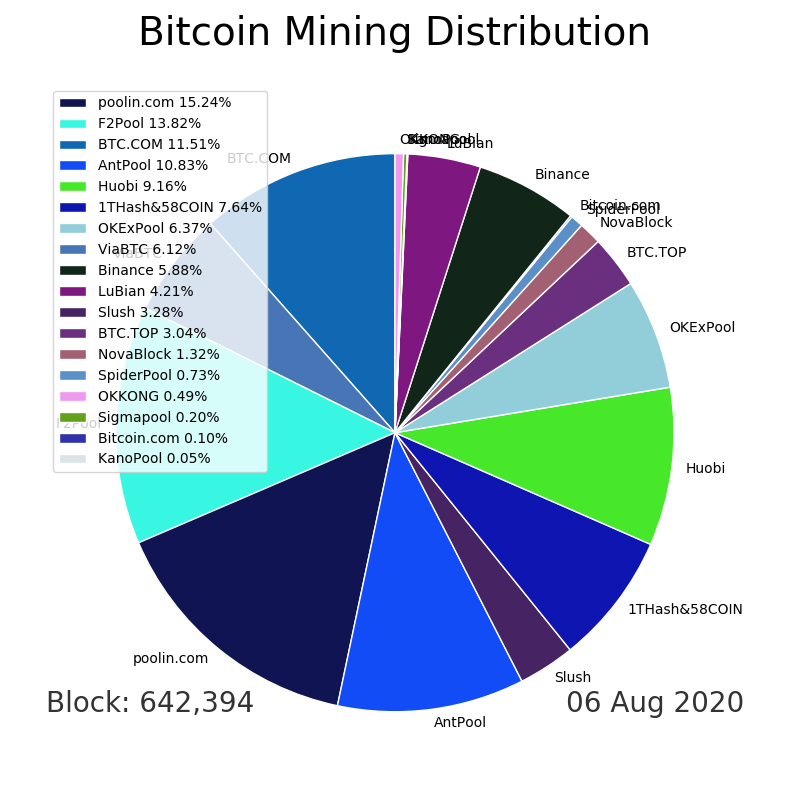 Bitcoin Mining Distribution
poolin.com 15.24%
F2Pool 13.82%
BTC.COM 11.51%
AntPool 10.83%
Huobi 9.16%
1THash&58COIN 7.64%
OKExPool 6.37%
ViaBTC 6.12%
Binance 5.88%
LuBian 4.21%
Slush 3.28%
BTC.TOP 3.04%
NovaBlock 1.32%
SpiderPool 0.73%
OKKONG 0.49%
Sigmapool 0.20%
Bitcoin.com 0.10%
KanoPool 0.05%
BTC.COM
ViaBTC
F2Pool
poolin.com
AntPool
Slush
1THash&58COIN
Huobi
OKExPool
BTC.TOP
NovaBlock
SpiderPool
Bitcoin.com
Binance
LuBian
OKKONG
Block: 642,394
06 Aug 2020